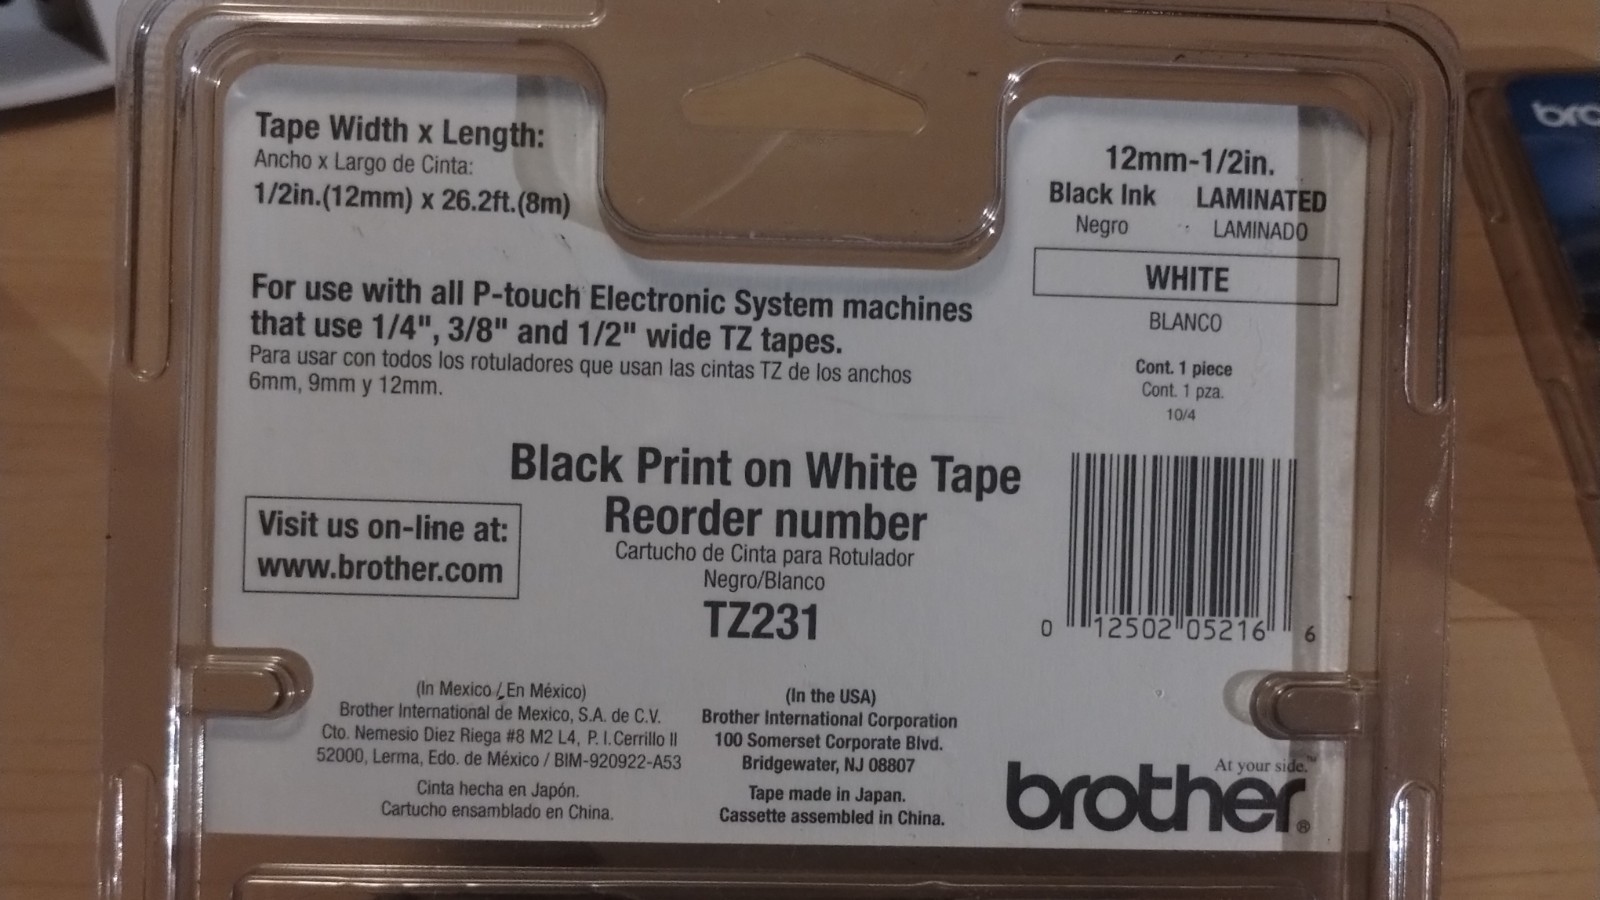 Tape Width x Length:
Ancho x Largo de Cinta:
1/2in.(12mm) x 26.2ft.(8m)
12mm-1/2in.
Black Ink LAMINATED
Negro LAMINADO
WHITE
BLANCO
Cont. 1 piece
Cont. 1 pza.
10/4
For use with all P-touch Electronic System machines
that use 1/4", 3/8" and 1/2" wide TZ tapes.
Para usar con todos los rotuladores que usan las cintas TZ de los anchos
6mm, 9mm y 12mm.
Black Print on White Tape
Reorder number
Cartucho de Cinta para Rotulador
Negro/Blanco
TZ231
Visit us on-line at:
www.brother.com
0 12502 05216 6
(In Mexico / En México)
Brother International de Mexico, S.A. de C.V.
Cto. Nemesio Diez Riega #8 M2 L4, P. I. Cerrillo II
52000, Lerma, Edo. de México / BIM-920922-A53
Cinta hecha en Japón.
Cartucho ensamblado en China.
(In the USA)
Brother International Corporation
100 Somerset Corporate Blvd.
Bridgewater, NJ 08807
Tape made in Japan.
Cassette assembled in China.
At your side.™
brother®
bro